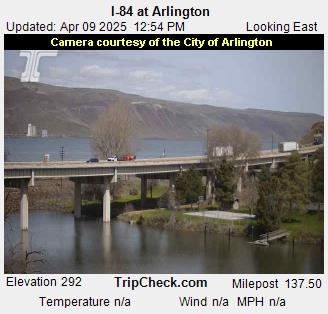 I-84 at Arlington
Updated: Apr 09 2025 12:54 PM Looking East
Camera courtesy of the City of Arlington
Elevation 292 TripCheck.com Milepost 137.50
Temperature n/a Wind n/a MPH n/a